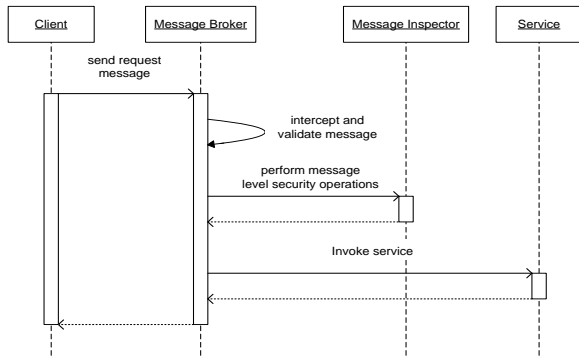 Client
Message Broker
Message Inspector
Service
send request
message
intercept and
validate message
perform message
level security operations
Invoke service